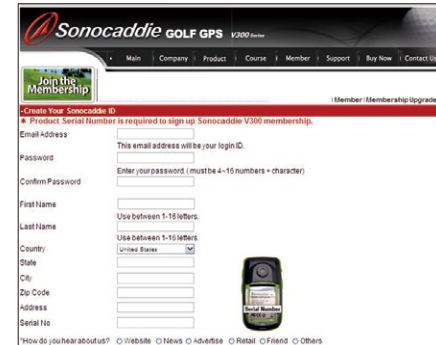 Sonocaddie GOLF GPS V300 Series
Main Company Product Course Member Support Buy Now Contact Us
Join the
Membership
Member Membership Upgrade
-Create Your Sonocaddie ID
* Product Serial Number is required to sign up Sonocaddie V300 membership.
Email Address
This email address will be your login ID.
Password
Enter your password. ( must be 4~16 numbers + character)
Confirm Password
First Name
Use between 1-16 letters.
Last Name
Use between 1-16 letters.
Country United States
State
City
Zip Code
Address
Serial No
Serial Number
*How do you hear about us? Website News Advertise Retail Friend Others